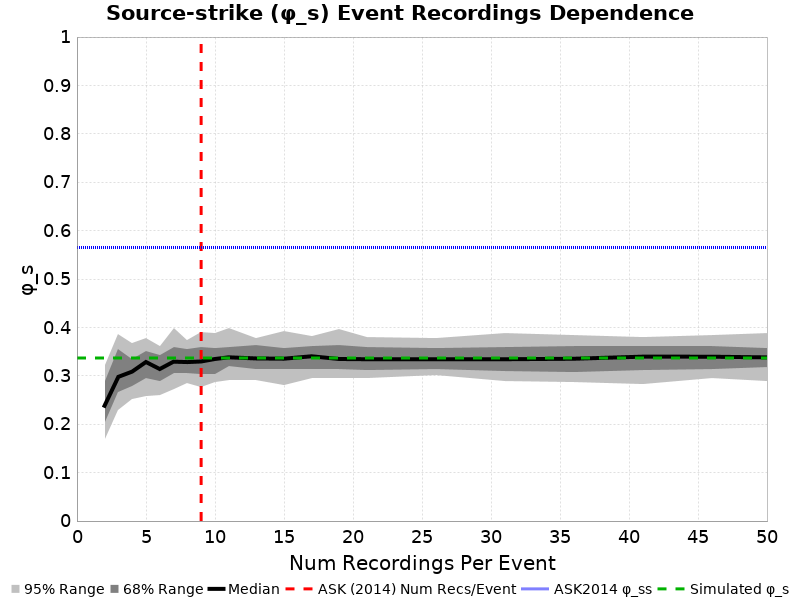 Source-strike (φ_s) Event Recordings Dependence
1
0.9
0.8
0.7
0.6
0.5
0.4
0.3
0.2
0.1
0
φ_s
0 5 10 15 20 25 30 35 40 45 50
Num Recordings Per Event
95% Range 68% Range Median ASK (2014) Num Recs/Event ASK2014 φ_ss Simulated φ_s